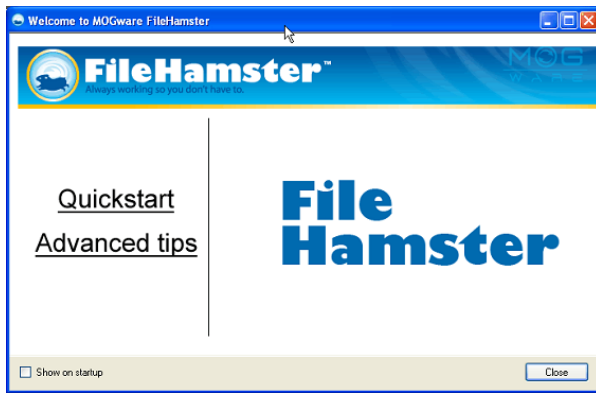 Welcome to MOGware FileHamster
FileHamster™
Always working so you don't have to.
MOG
WARE
Quickstart
Advanced tips
File
Hamster
Show on startup
Close